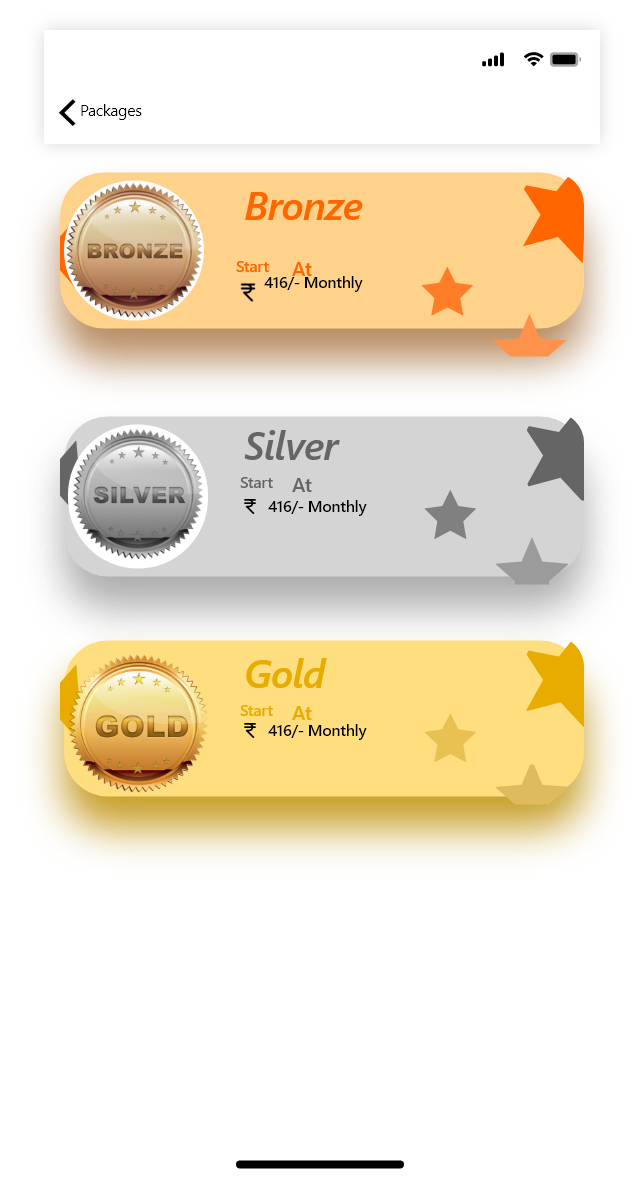 Packages
BRONZE
Bronze
Start At
₹ 416/- Monthly
SILVER
Silver
Start At
₹ 416/- Monthly
GOLD
Gold
Start At
₹ 416/- Monthly